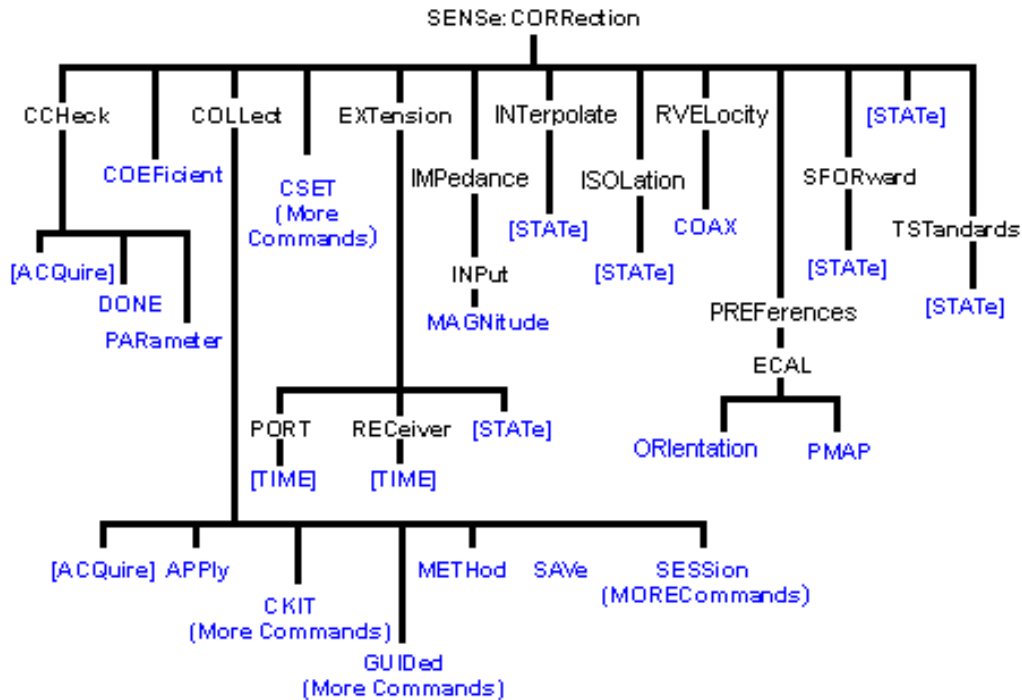 SENSe:CORRection
CCHeck
COLLect
EXTension
INTerpolate
RVELocity
[STATe]
COEFicient
CSET
(More
Commands)
IMPedance
ISOLation
SFORward
[STATe]
COAX
TSTandards
[ACQuire]
DONE
PARameter
INPut
MAGNitude
[STATe]
[STATe]
[STATe]
PREFerences
ECAL
PORT
RECeiver
[STATe]
ORIentation
PMAP
[TIME]
[TIME]
[ACQuire]
APPly
METHod
SAVe
SESSion
(MORECommands)
CKIT
(More Commands)
GUIDed
(More Commands)